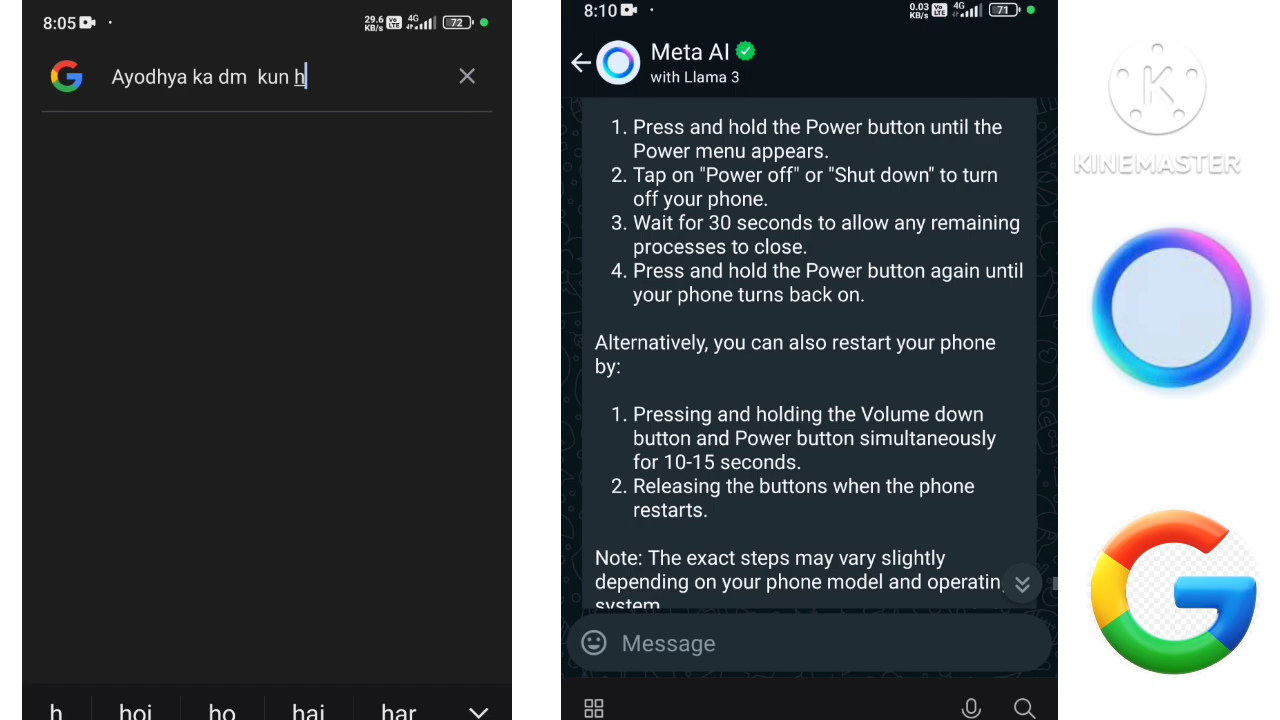 8:05
29.6
KB/s
Vo
LTE
4G
72
Ayodhya ka dm  kun h
h
hoi
ho
hai
har
8:10
0.03
KB/s
Vo
LTE
4G
71
Meta AI
with Llama 3
1. Press and hold the Power button until the
Power menu appears.
2. Tap on "Power off" or "Shut down" to turn
off your phone.
3. Wait for 30 seconds to allow any remaining
processes to close.
4. Press and hold the Power button again until
your phone turns back on.
Alternatively, you can also restart your phone
by:
1. Pressing and holding the Volume down
button and Power button simultaneously
for 10-15 seconds.
2. Releasing the buttons when the phone
restarts.
Note: The exact steps may vary slightly
depending on your phone model and operatin
system
Message
K
KINEMASTER